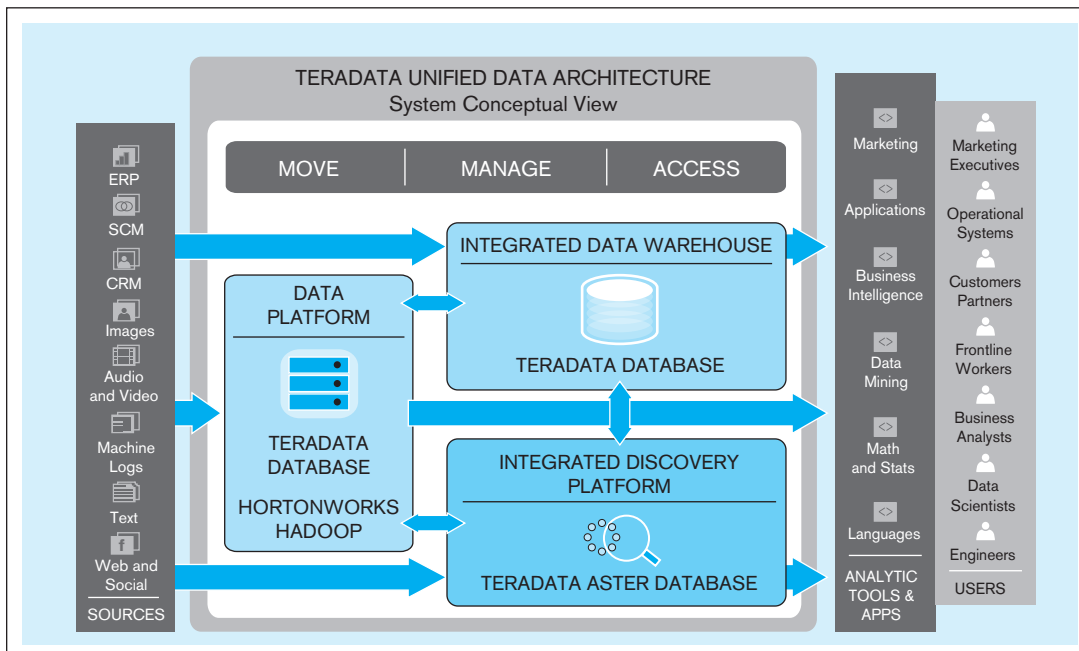 TERADATA UNIFIED DATA ARCHITECTURE
System Conceptual View
MOVE
MANAGE
ACCESS
ERP
SCM
CRM
Images
Audio
and Video
Machine
Logs
Text
f
Web and
Social
SOURCES
DATA
PLATFORM
TERADATA
DATABASE
HORTONWORKS
HADOOP
INTEGRATED DATA WAREHOUSE
TERADATA DATABASE
INTEGRATED DISCOVERY
PLATFORM
TERADATA ASTER DATABASE
<>
Marketing
<>
Applications
<>
Business
Intelligence
<>
Data
Mining
<>
Math
and Stats
<>
Languages
ANALYTIC
TOOLS &
APPS
Marketing
Executives
Operational
Systems
Customers
Partners
Frontline
Workers
Business
Analysts
Data
Scientists
Engineers
USERS